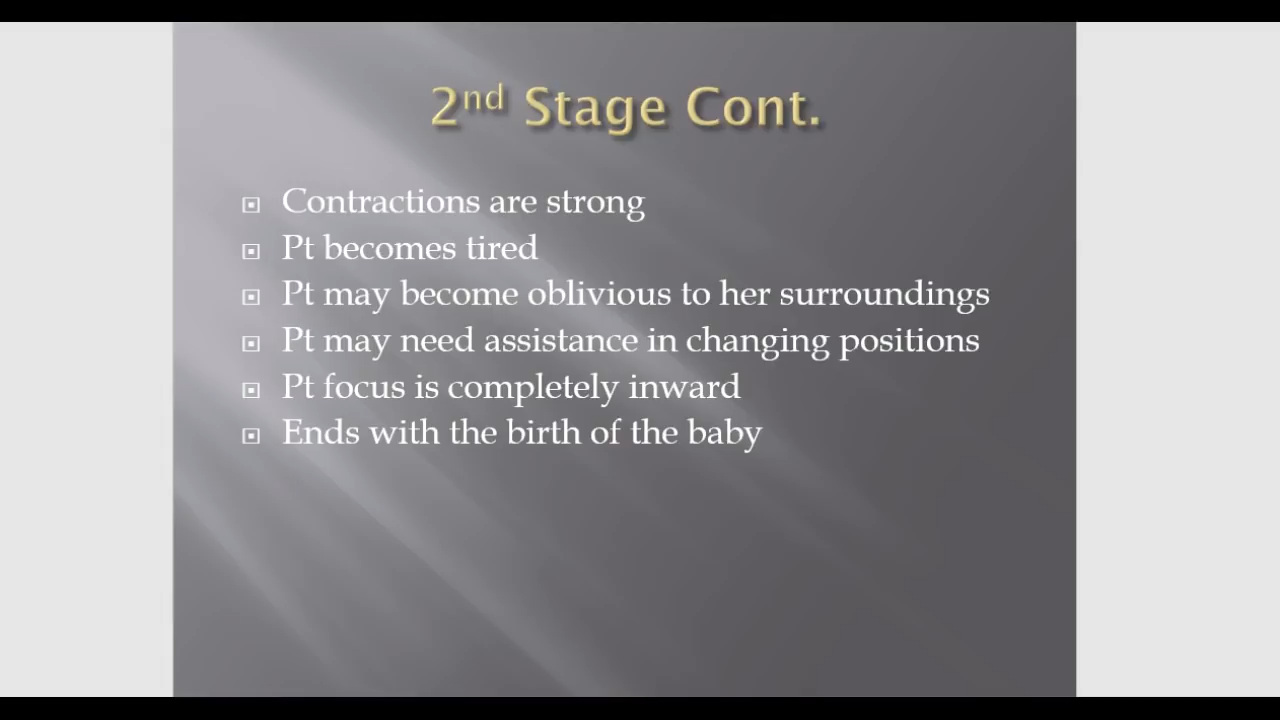 2nd Stage Cont.
Contractions are strong
Pt becomes tired
Pt may become oblivious to her surroundings
Pt may need assistance in changing positions
Pt focus is completely inward
Ends with the birth of the baby